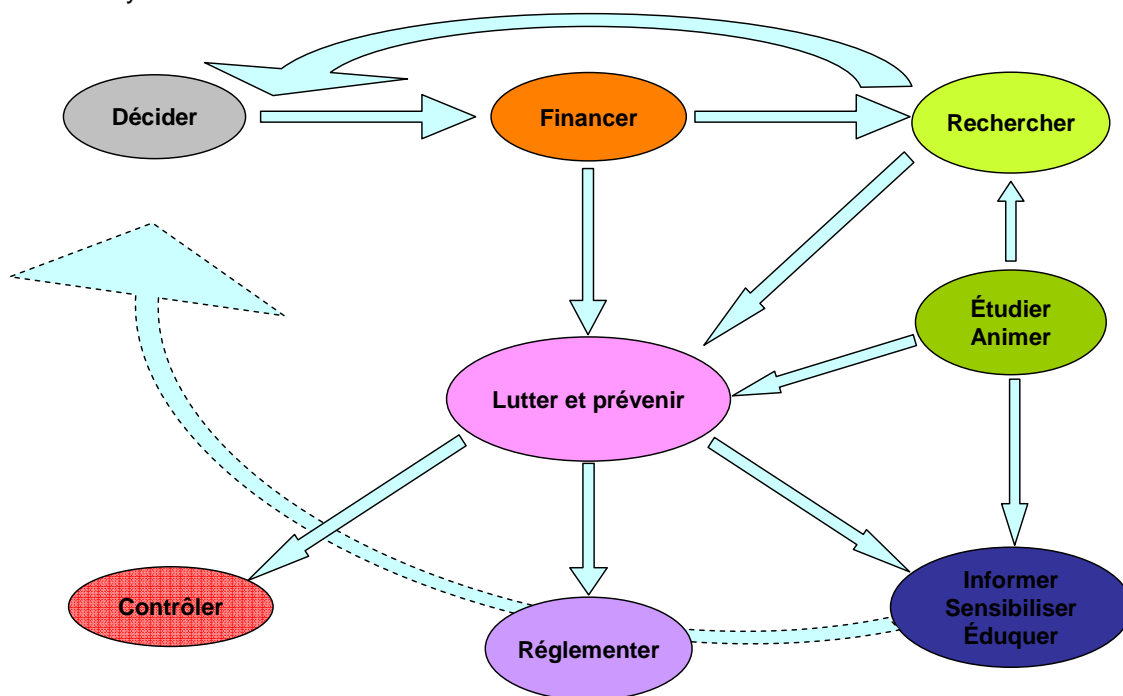 Décider
Financer
Rechercher
Étudier
Animer
Lutter et prévenir
Contrôler
Réglementer
Informer
Sensibiliser
Éduquer